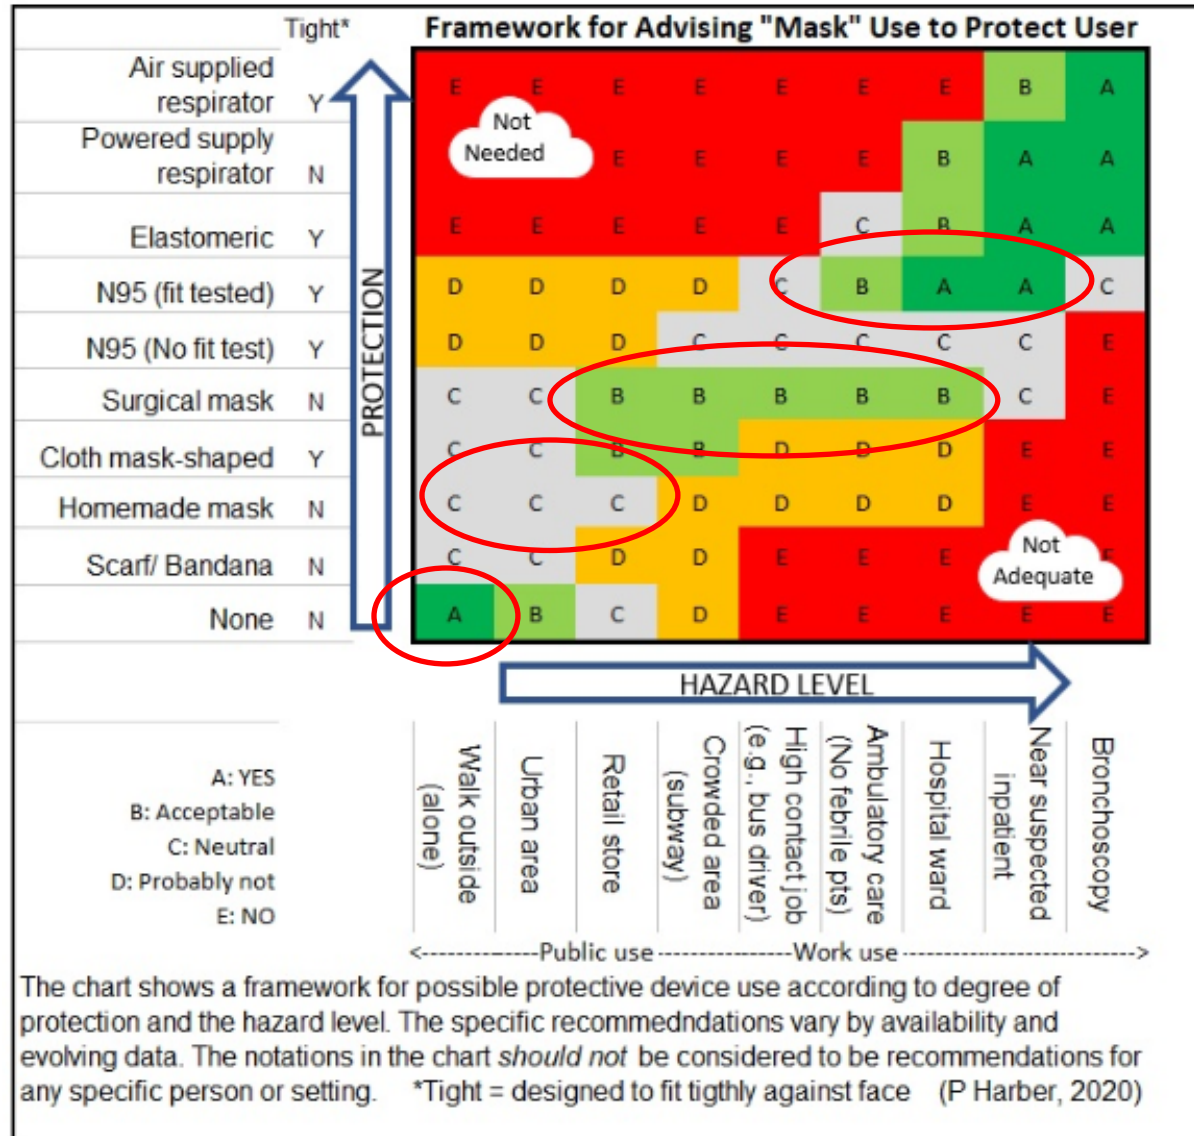 Tight* Framework for Advising "Mask" Use to Protect User
Air supplied
respirator Y E E E E E E E B A
Not
Needed
Powered supply
respirator N E E E E B A A
Elastomeric Y E E E E E C B A A
N95 (fit tested) Y D D D D C B A A C
N95 (No fit test) Y D D D C C C C C E
Surgical mask N C C B B B B B C E
Cloth mask-shaped Y C C B B D D D E E
Homemade mask N C C C D D D D E E
Scarf/ Bandana N C C D D E E E E
Not
Adequate
None N A B C D E E E E E
PROTECTION
HAZARD LEVEL
Walk outside
(alone)
Urban area
Retail store
Crowded area
(subway)
High contact job
(e.g., bus driver)
Ambulatory care
(No febrile pts)
Hospital ward
Near suspected
inpatient
Bronchoscopy
A: YES
B: Acceptable
C: Neutral
D: Probably not
E: NO
<-------------Public use --------------Work use ------------------------->
The chart shows a framework for possible protective device use according to degree of
protection and the hazard level. The specific recommedndations vary by availability and
evolving data. The notations in the chart should not be considered to be recommendations for
any specific person or setting. *Tight = designed to fit tigthly against face (P Harber, 2020)